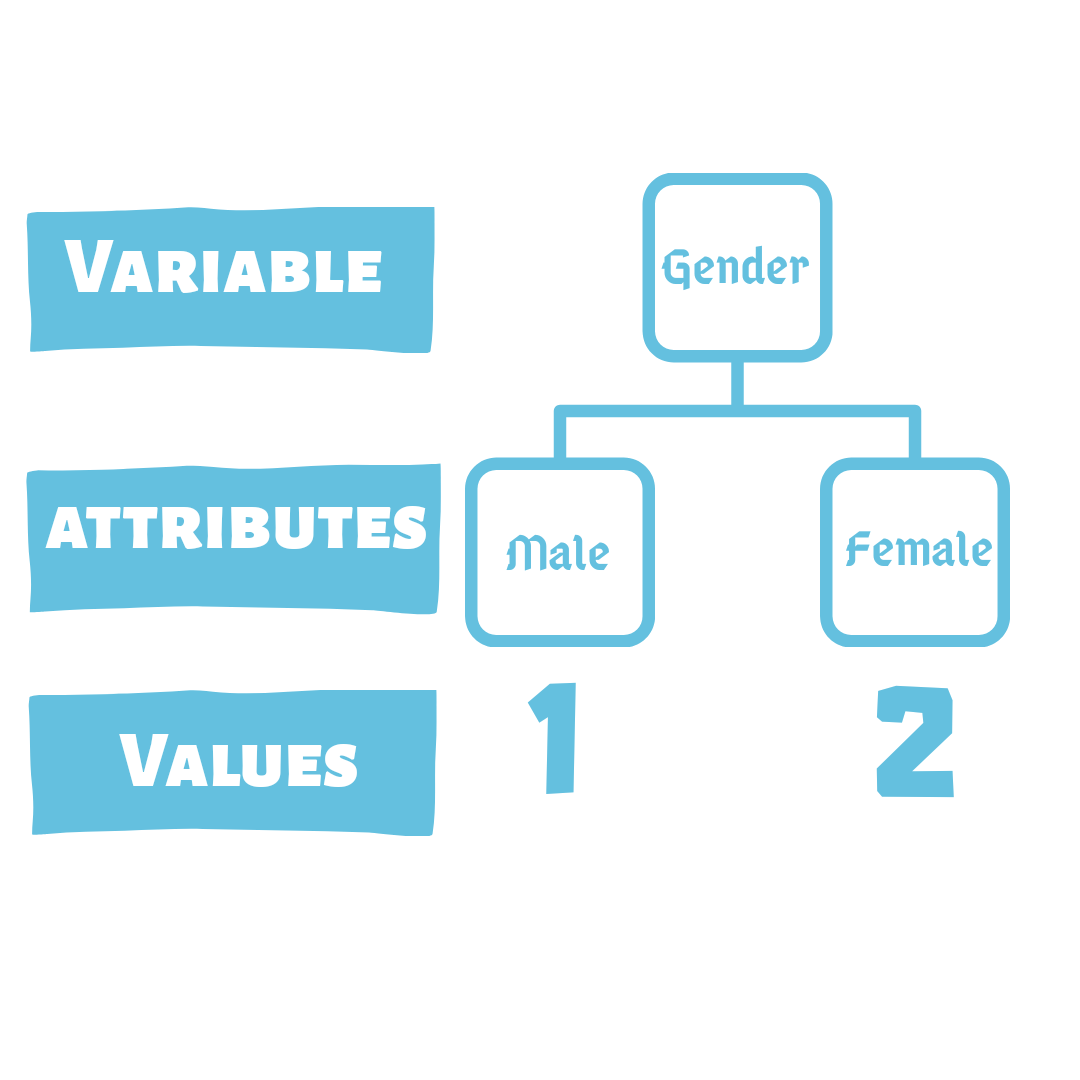 Variable
Gender
Attributes
Male
Female
Values
1
2